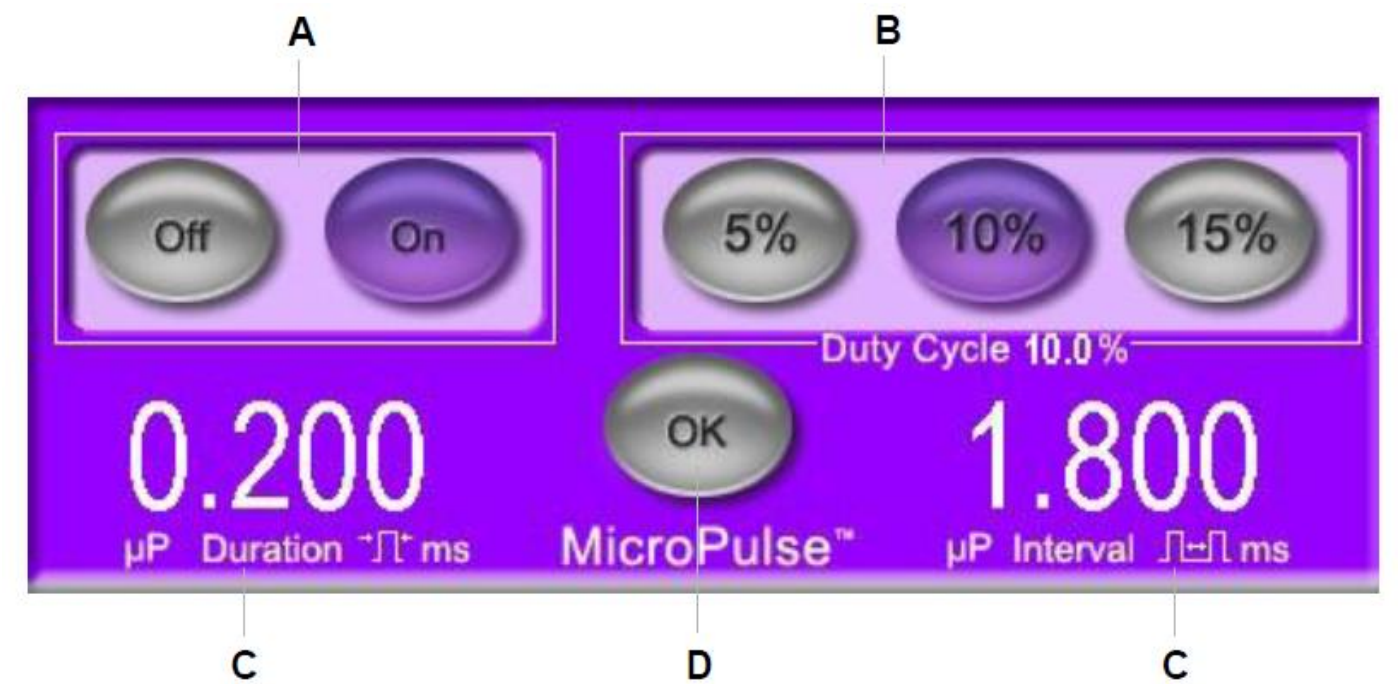 A B
Off On 5% 10% 15%
Duty Cycle 10.0%
OK
0.200 1.800
µP Duration ms MicroPulse™ µP Interval ms
C D C